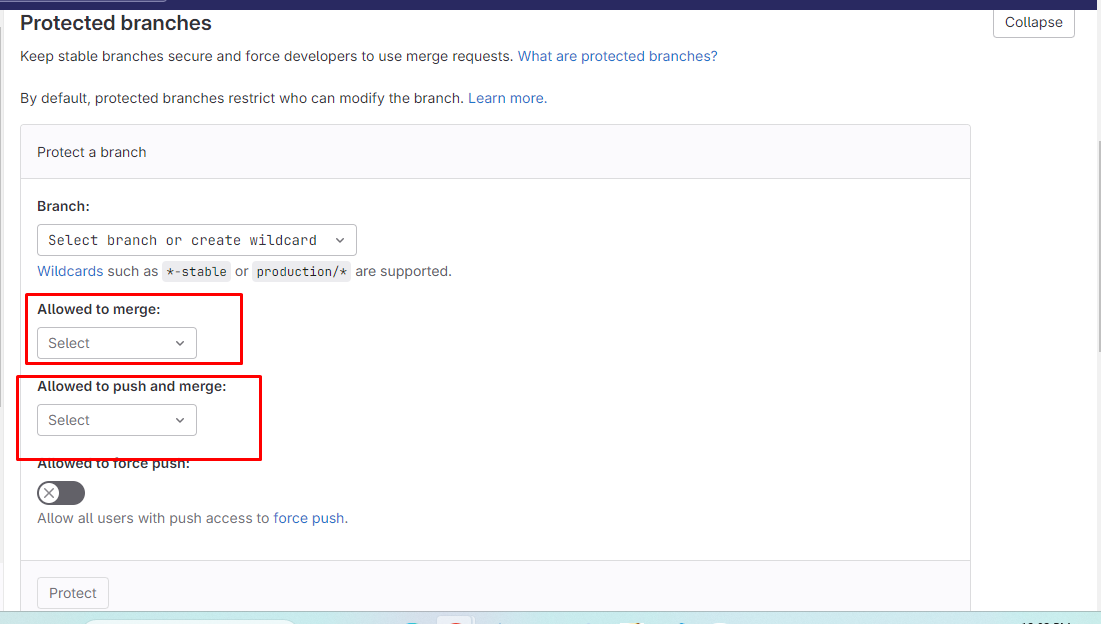 Protected branches
Collapse
Keep stable branches secure and force developers to use merge requests. What are protected branches?
By default, protected branches restrict who can modify the branch. Learn more.
Protect a branch
Branch:
Select branch or create wildcard
Wildcards such as *-stable or production/* are supported.
Allowed to merge:
Select
Allowed to push and merge:
Select
Allowed to force push:
Allow all users with push access to force push.
Protect